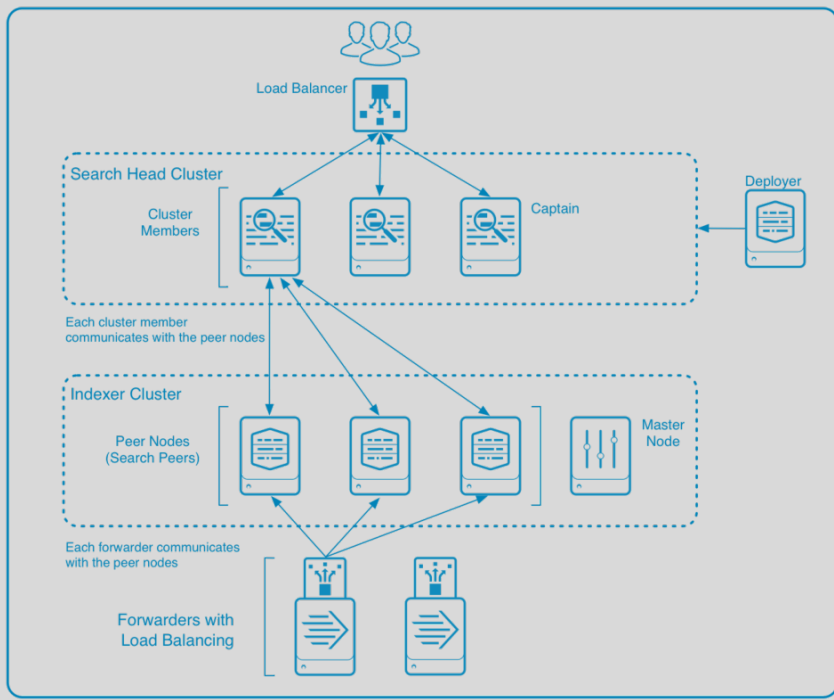 Load Balancer
Search Head Cluster
Deployer
Cluster
Members
Captain
Each cluster member
communicates with the peer nodes
Indexer Cluster
Peer Nodes
(Search Peers)
Master
Node
Each forwarder communicates
with the peer nodes
Forwarders with
Load Balancing